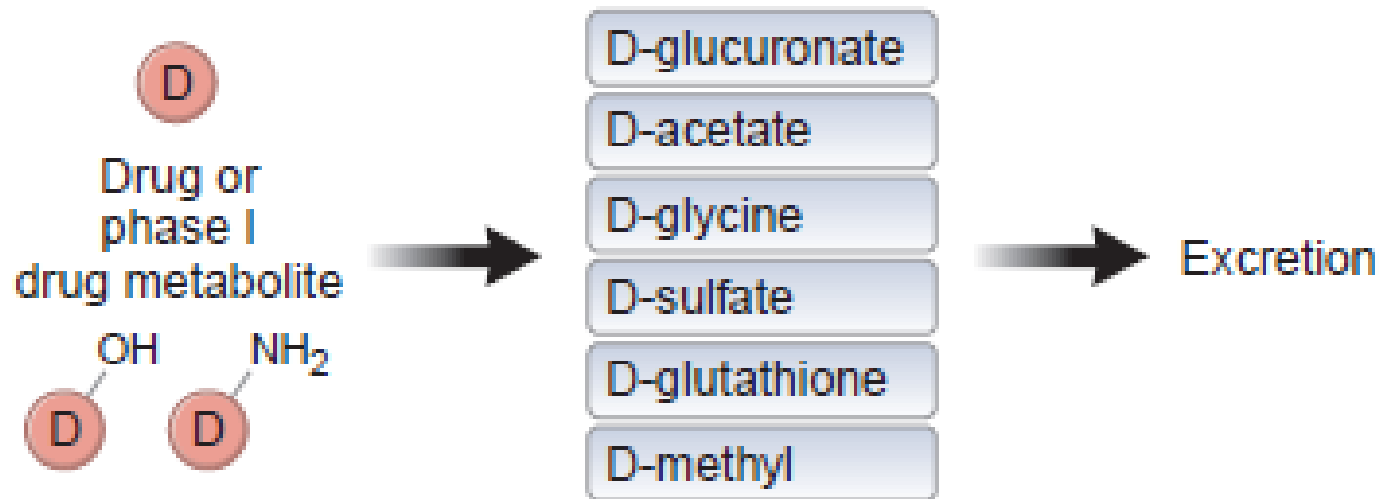 D
Drug or
phase I
drug metabolite
OH
NH₂
D
D
D-glucuronate
D-acetate
D-glycine
D-sulfate
D-glutathione
D-methyl
Excretion